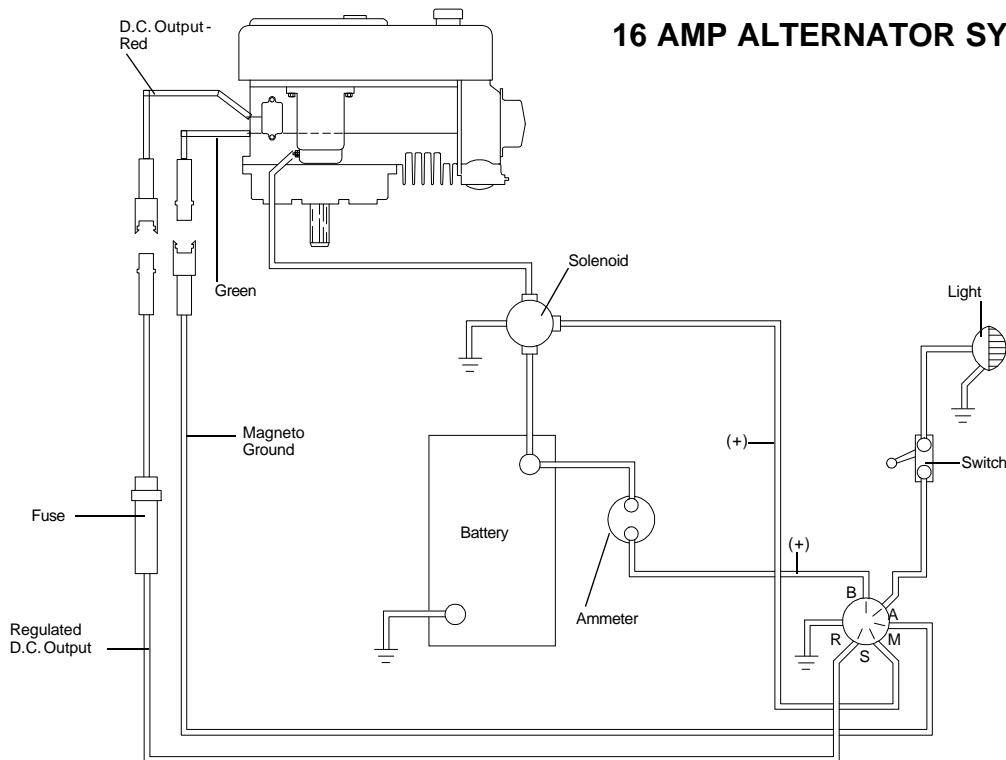 16 AMP ALTERNATOR SY
D.C. Output -
Red
Green
Solenoid
Light
Magneto
Ground
(+)
Switch
Fuse
Battery
(+)
Ammeter
B
A
Regulated
D.C. Output
R
M
S